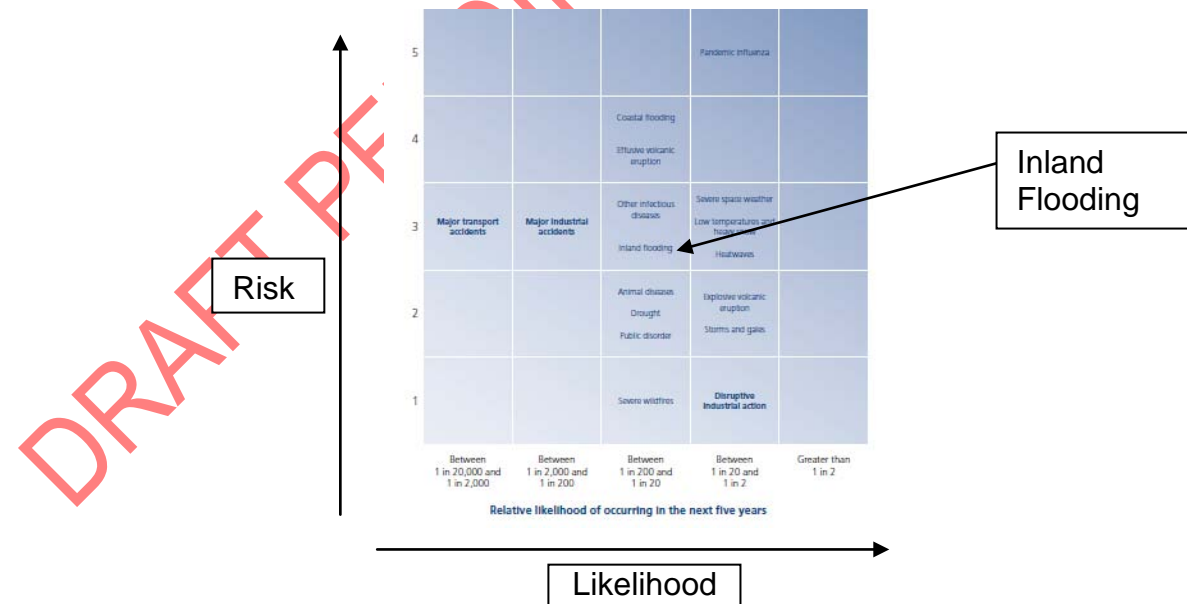 5
Pandemic influenza
4
Coastal flooding
Effusive volcanic
eruption
3
Major transport
accidents
Major industrial
accidents
Other infectious
diseases
Inland flooding
Severe space weather
Low temperatures and
heavy snow
Heatwaves
Inland
Flooding
Risk
2
Animal diseases
Drought
Public disorder
Explosive volcanic
eruption
Storms and gales
1
Severe wildfires
Disruptive
industrial action
Between
1 in 20,000 and
1 in 2,000
Between
1 in 2,000 and
1 in 200
Between
1 in 200 and
1 in 20
Between
1 in 20 and
1 in 2
Greater than
1 in 2
Relative likelihood of occurring in the next five years
Likelihood
DRAFT